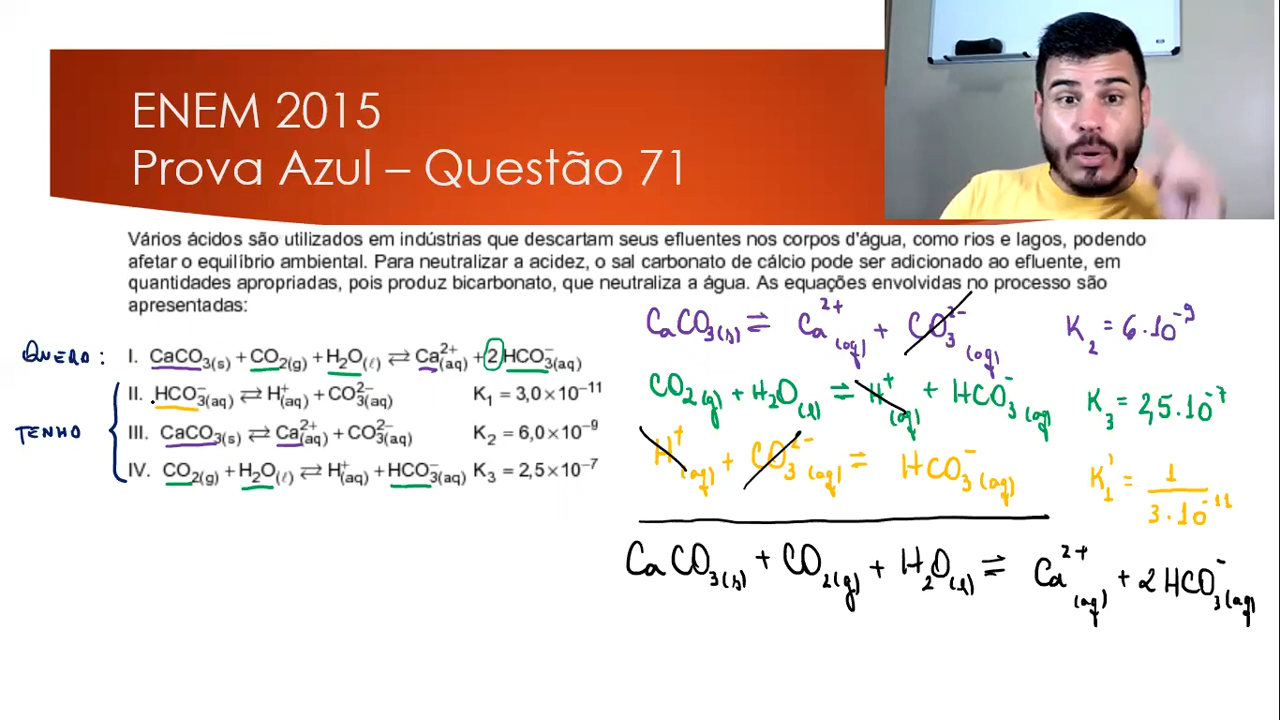 ENEM 2015
Prova Azul – Questão 71
Vários ácidos são utilizados em indústrias que descartam seus efluentes nos corpos d'água, como rios e lagos, podendo
afetar o equilíbrio ambiental. Para neutralizar a acidez, o sal carbonato de cálcio pode ser adicionado ao efluente, em
quantidades apropriadas, pois produz bicarbonato, que neutraliza a água. As equações envolvidas no processo são
apresentadas:
QUERO: I. CaCO₃(s) + CO₂(g) + H₂O(ℓ) ⇄ Ca²⁺(aq) + 2 HCO₃⁻(aq)
TENHO
II. HCO₃⁻(aq) ⇄ H⁺(aq) + CO₃²⁻(aq) K₁ = 3,0 × 10⁻¹¹
III. CaCO₃(s) ⇄ Ca²⁺(aq) + CO₃²⁻(aq) K₂ = 6,0 × 10⁻⁹
IV. CO₂(g) + H₂O(ℓ) ⇄ H⁺(aq) + HCO₃⁻(aq) K₃ = 2,5 × 10⁻⁷
CaCO₃(s) ⇌ Ca²⁺(aq) + CO₃²⁻(aq) K₂ = 6.10⁻⁹
CO₂(g) + H₂O(l) ⇌ H⁺(aq) + HCO₃⁻(aq) K₃ = 2,5.10⁻⁷
H⁺(aq) + CO₃²⁻(aq) ⇌ HCO₃⁻(aq) K₁' = 1/3.10⁻¹¹
CaCO₃(s) + CO₂(g) + H₂O(l) ⇌ Ca²⁺(aq) + 2HCO₃⁻(aq)